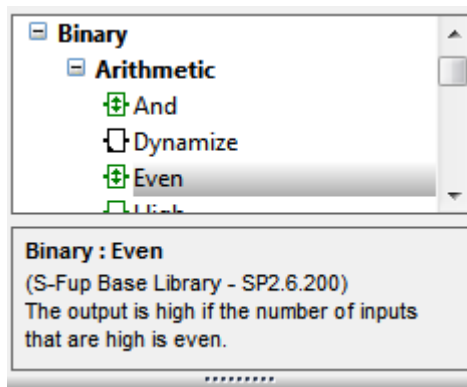 Binary
Arithmetic
And
Dynamize
Even
High
Binary : Even
(S-Fup Base Library - SP2.6.200)
The output is high if the number of inputs
that are high is even.